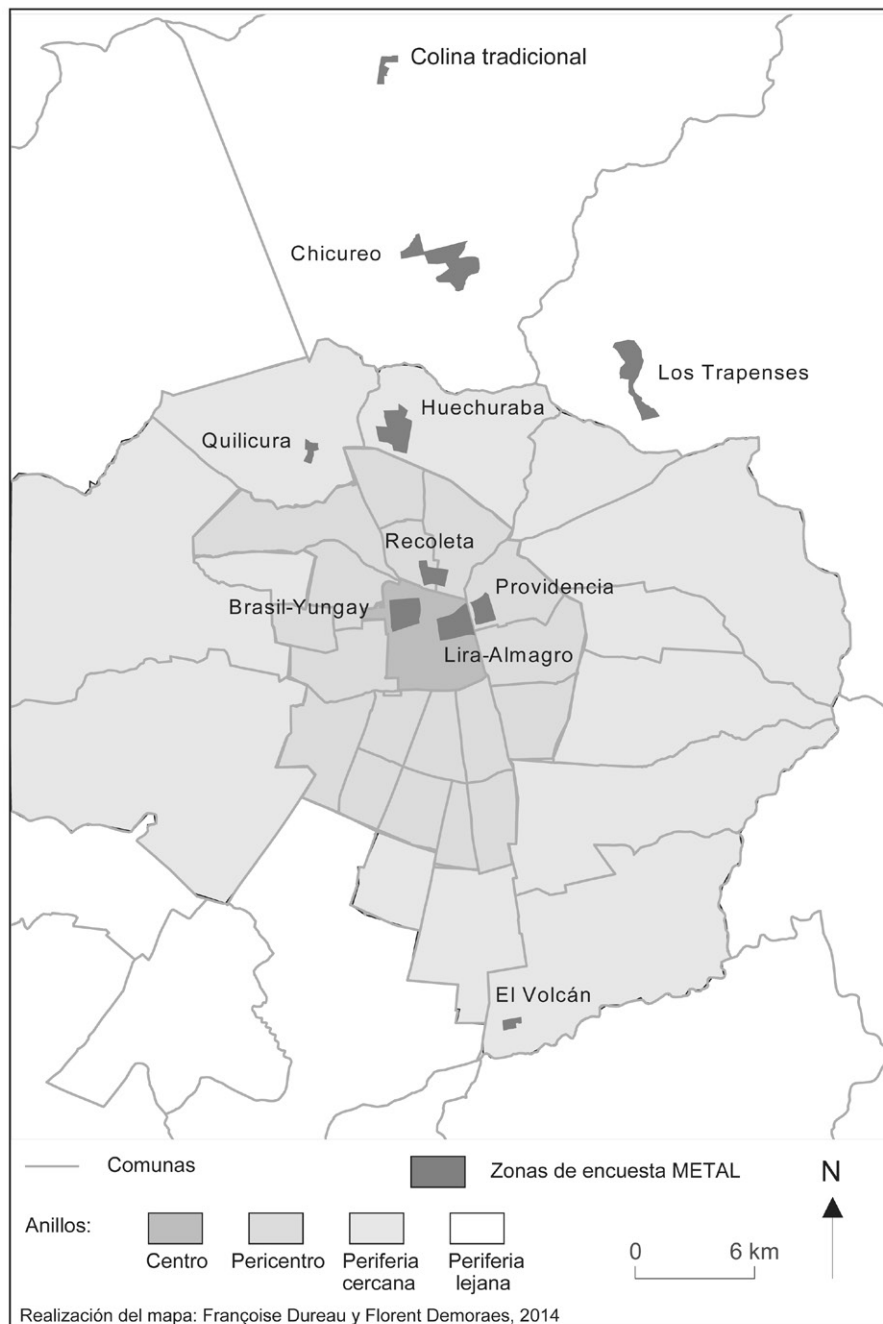 Colina tradicional
Chicureo
Los Trapenses
Huechuraba
Quilicura
Recoleta
Providencia
Brasil-Yungay
Lira-Almagro
El Volcán
Comunas
Zonas de encuesta METAL
N
Anillos:
Centro
Pericentro
Periferia
cercana
Periferia
lejana
0
6 km
Realización del mapa: Françoise Dureau y Florent Demoraes, 2014